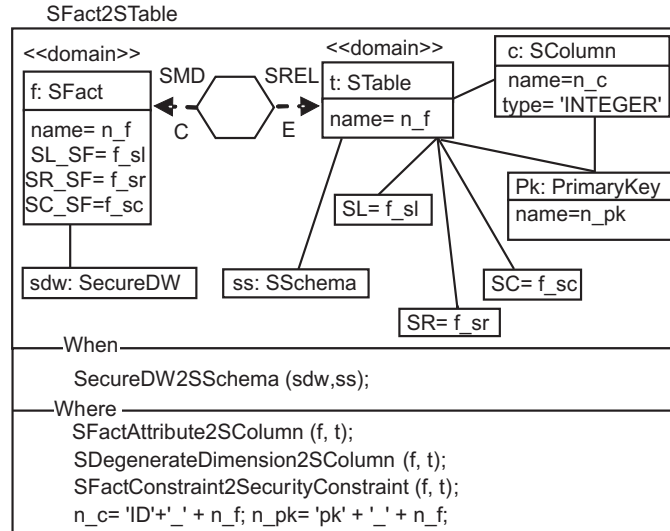 SFact2STable
<<domain>>
f: SFact
name= n_f
SL_SF= f_sl
SR_SF= f_sr
SC_SF=f_sc
sdw: SecureDW
SMD
SREL
C
E
<<domain>>
t: STable
name= n_f
c: SColumn
name=n_c
type= 'INTEGER'
Pk: PrimaryKey
name=n_pk
SL= f_sl
ss: SSchema
SC= f_sc
SR= f_sr
When
SecureDW2SSchema (sdw,ss);
Where
SFactAttribute2SColumn (f, t);
SDegenerateDimension2SColumn (f, t);
SFactConstraint2SecurityConstraint (f, t);
n_c= 'ID'+'_' + n_f; n_pk= 'pk' + '_' + n_f;